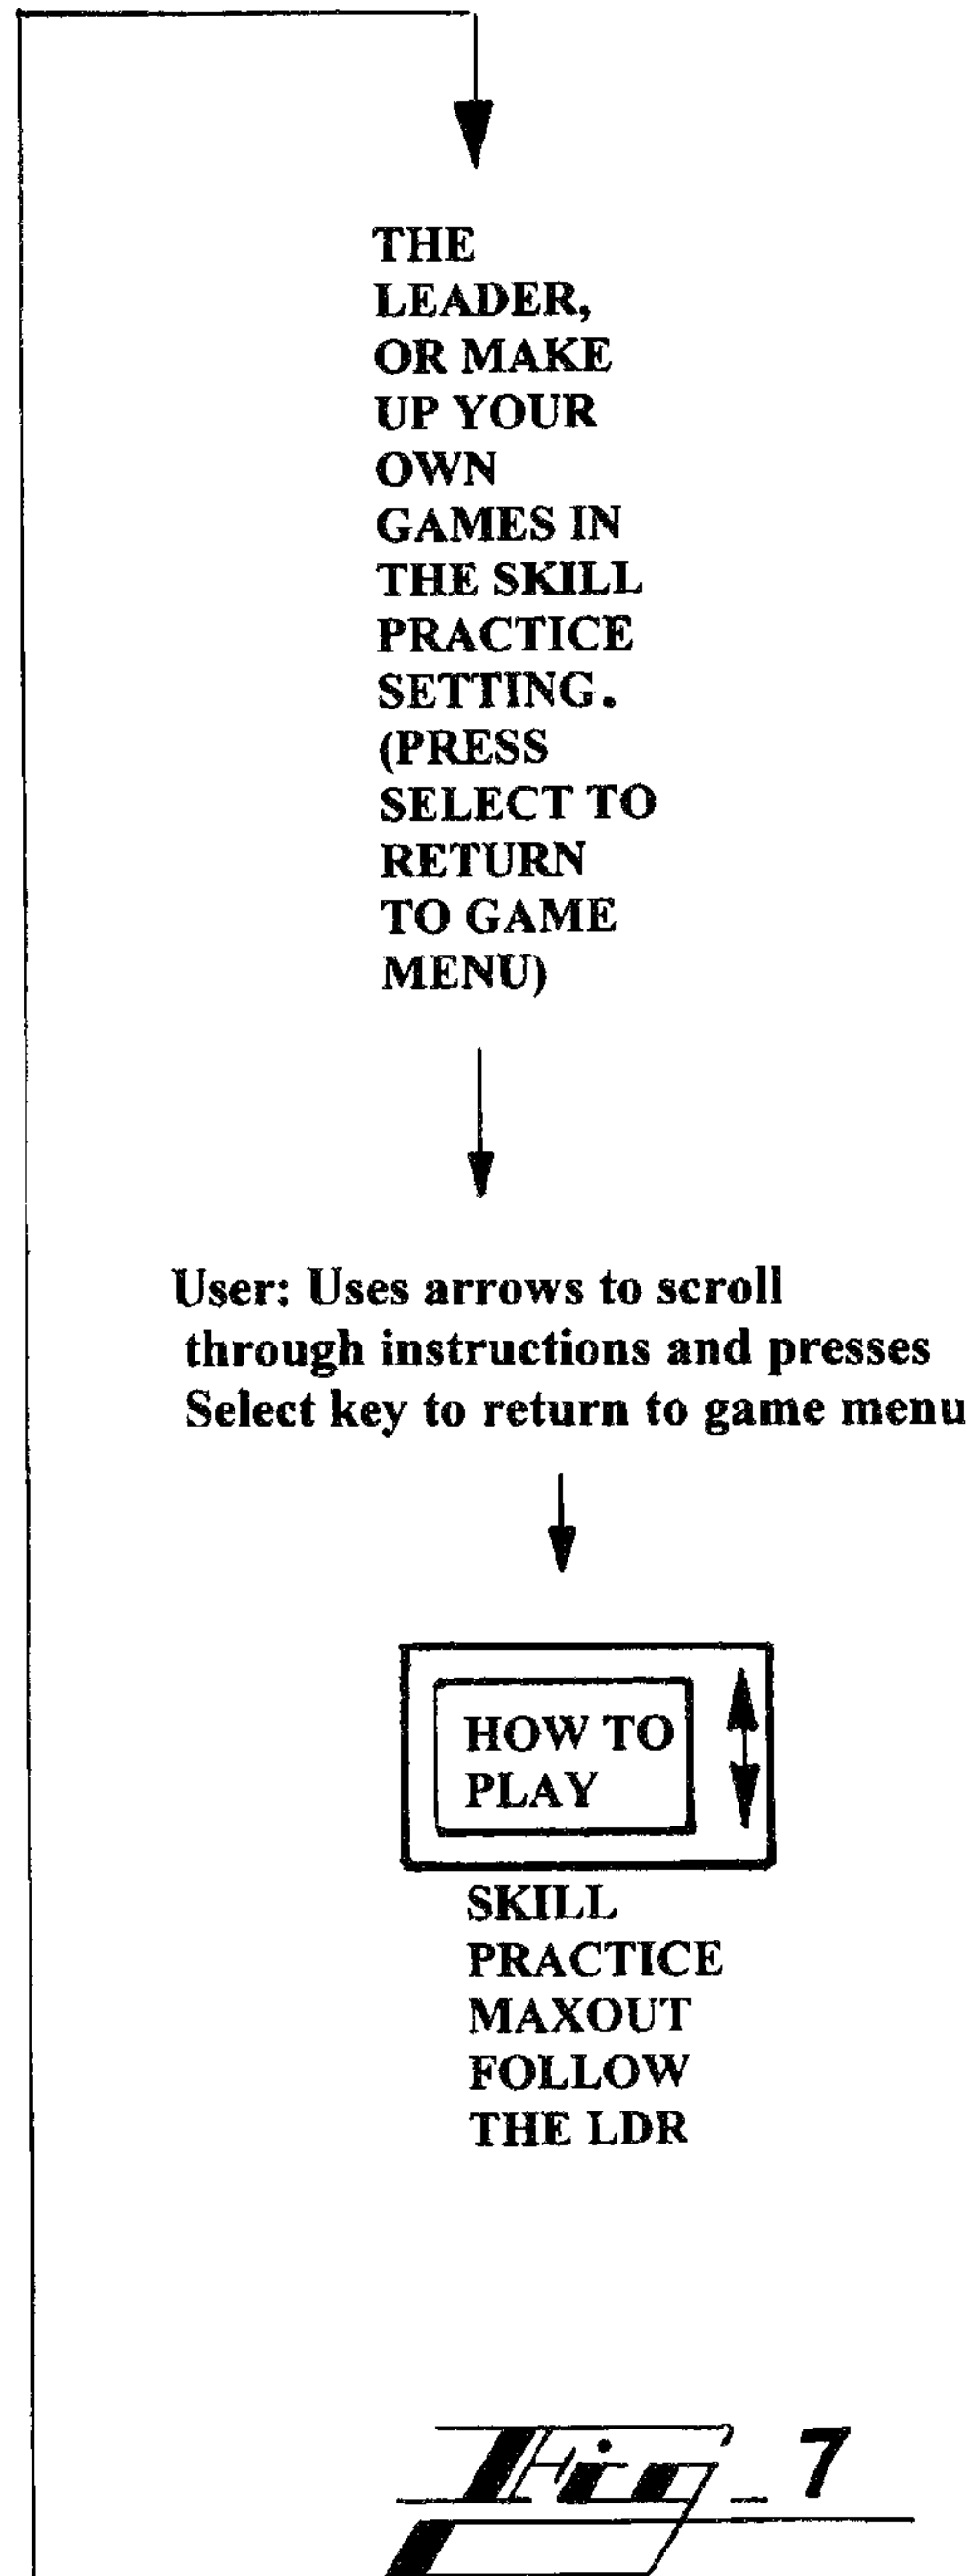 THE
LEADER,
OR MAKE
UP YOUR
OWN
GAMES IN
THE SKILL
PRACTICE
SETTING.
(PRESS
SELECT TO
RETURN
TO GAME
MENU)
User: Uses arrows to scroll
through instructions and presses
Select key to return to game menu
HOW TO
PLAY
SKILL
PRACTICE
MAXOUT
FOLLOW
THE LDR
Fig_7